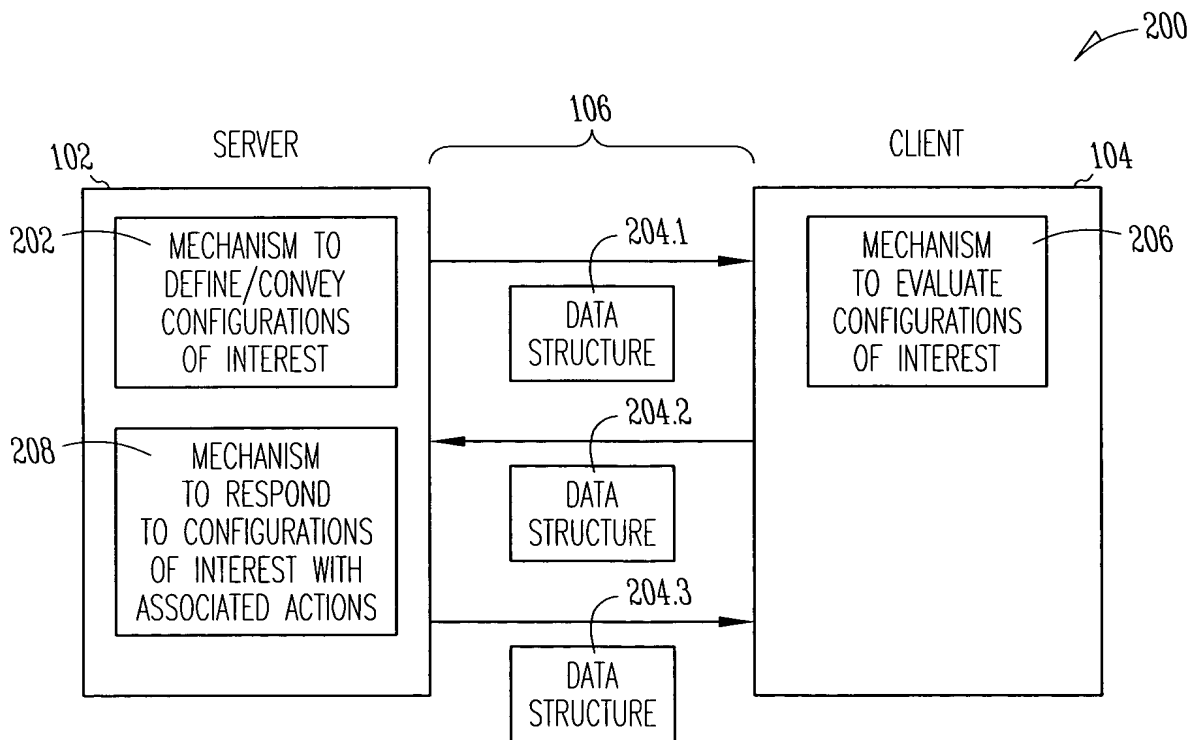 200
106
SERVER
CLIENT
102
104
202
MECHANISM TO
DEFINE/CONVEY
CONFIGURATIONS
OF INTEREST
204.1
DATA
STRUCTURE
MECHANISM
TO EVALUATE
CONFIGURATIONS
OF INTEREST
206
208
MECHANISM
TO RESPOND
TO CONFIGURATIONS
OF INTEREST WITH
ASSOCIATED ACTIONS
204.2
DATA
STRUCTURE
204.3
DATA
STRUCTURE